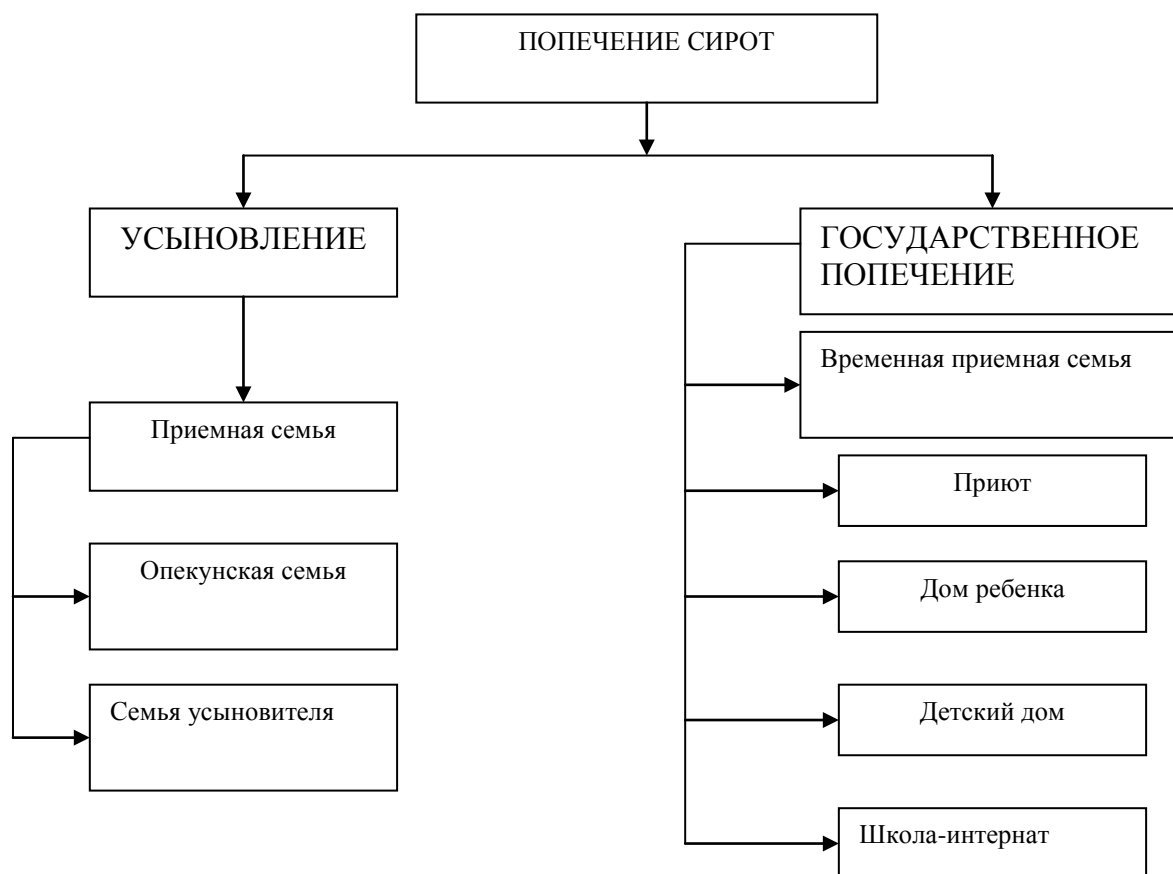 ПОПЕЧЕНИЕ СИРОТ
УСЫНОВЛЕНИЕ
Приемная семья
Опекунская семья
Семья усыновителя
ГОСУДАРСТВЕННОЕ
ПОПЕЧЕНИЕ
Временная приемная семья
Приют
Дом ребенка
Детский дом
Школа-интернат